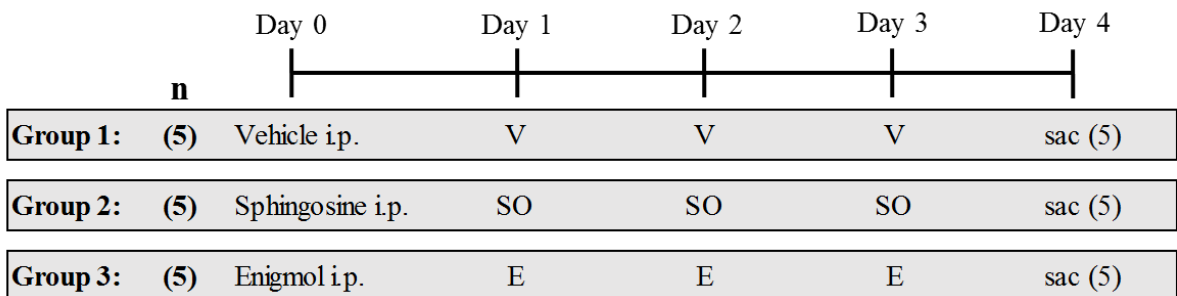 Day 0 Day 1 Day 2 Day 3 Day 4
n
Group 1: (5) Vehicle i.p. V V V sac (5)
Group 2: (5) Sphingosine i.p. SO SO SO sac (5)
Group 3: (5) Enigmol i.p. E E E sac (5)